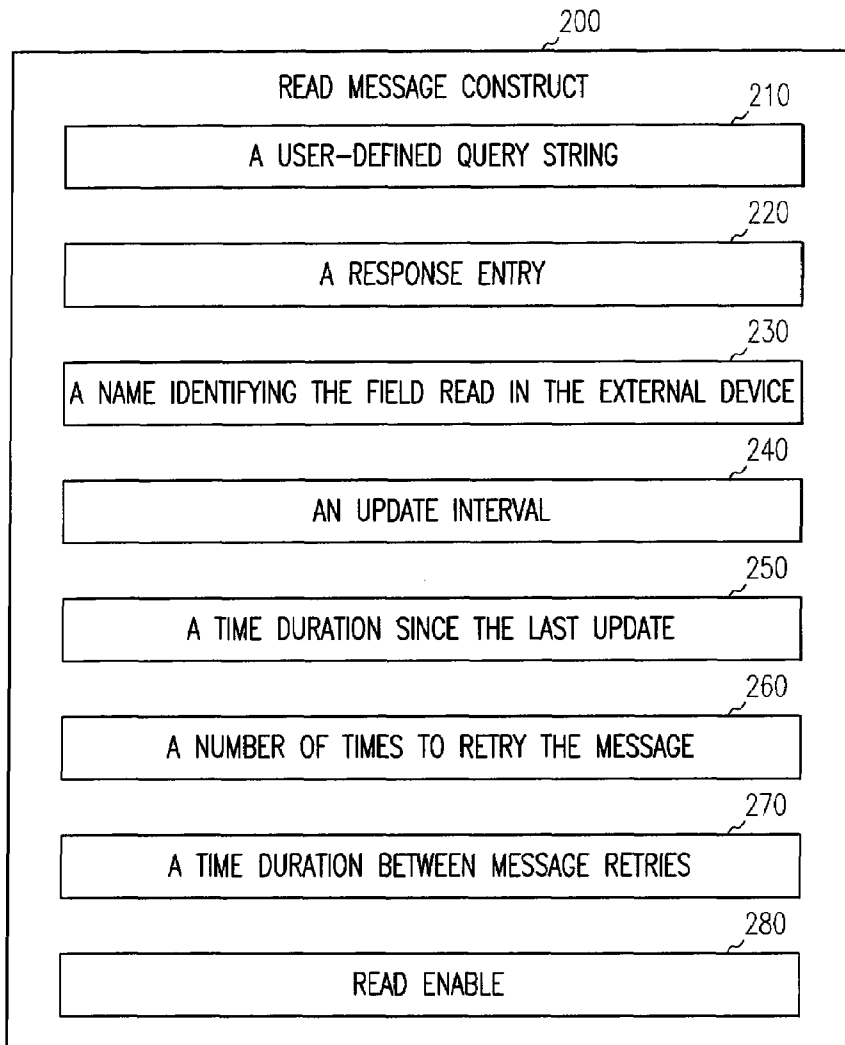 200
READ MESSAGE CONSTRUCT
210
A USER-DEFINED QUERY STRING
220
A RESPONSE ENTRY
230
A NAME IDENTIFYING THE FIELD READ IN THE EXTERNAL DEVICE
240
AN UPDATE INTERVAL
250
A TIME DURATION SINCE THE LAST UPDATE
260
A NUMBER OF TIMES TO RETRY THE MESSAGE
270
A TIME DURATION BETWEEN MESSAGE RETRIES
280
READ ENABLE